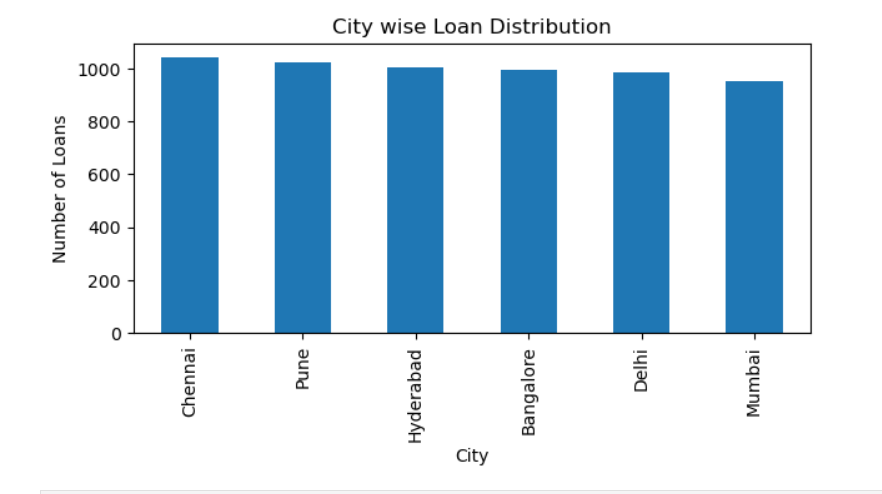 City wise Loan Distribution
Number of Loans
1000
800
600
400
200
0
Chennai
Pune
Hyderabad
Bangalore
Delhi
Mumbai
City